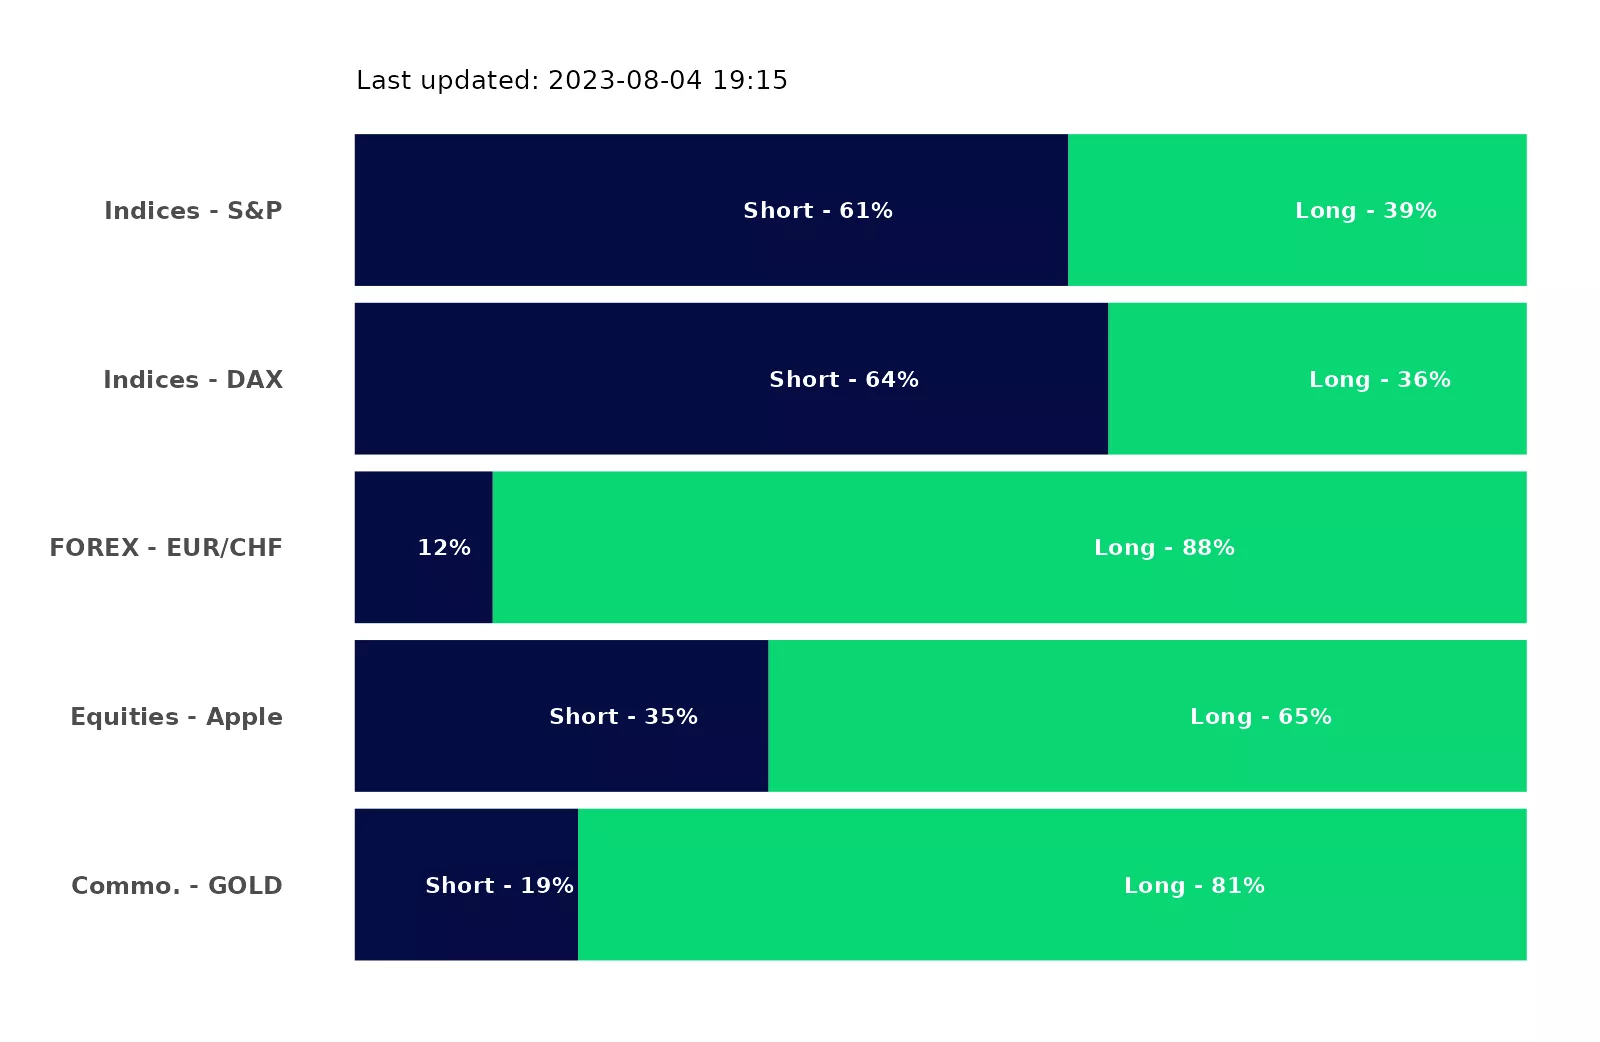 Last updated: 2023-08-04 19:15
Indices - S&P Short - 61% Long - 39%
Indices - DAX Short - 64% Long - 36%
FOREX - EUR/CHF 12% Long - 88%
Equities - Apple Short - 35% Long - 65%
Commo. - GOLD Short - 19% Long - 81%